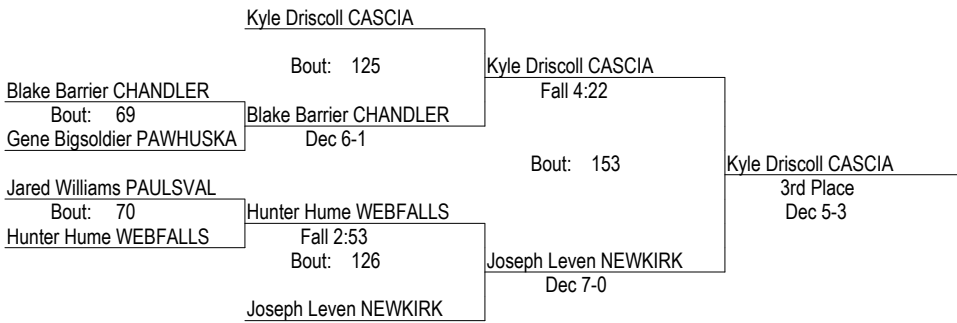 Kyle Driscoll CASCIA
Bout: 125
Kyle Driscoll CASCIA
Blake Barrier CHANDLER
Fall 4:22
Bout: 69
Blake Barrier CHANDLER
Gene Bigsoldier PAWHUSKA
Dec 6-1
Bout: 153
Kyle Driscoll CASCIA
Jared Williams PAULSVAL
3rd Place
Bout: 70
Hunter Hume WEBFALLS
Dec 5-3
Hunter Hume WEBFALLS
Fall 2:53
Bout: 126
Joseph Leven NEWKIRK
Dec 7-0
Joseph Leven NEWKIRK